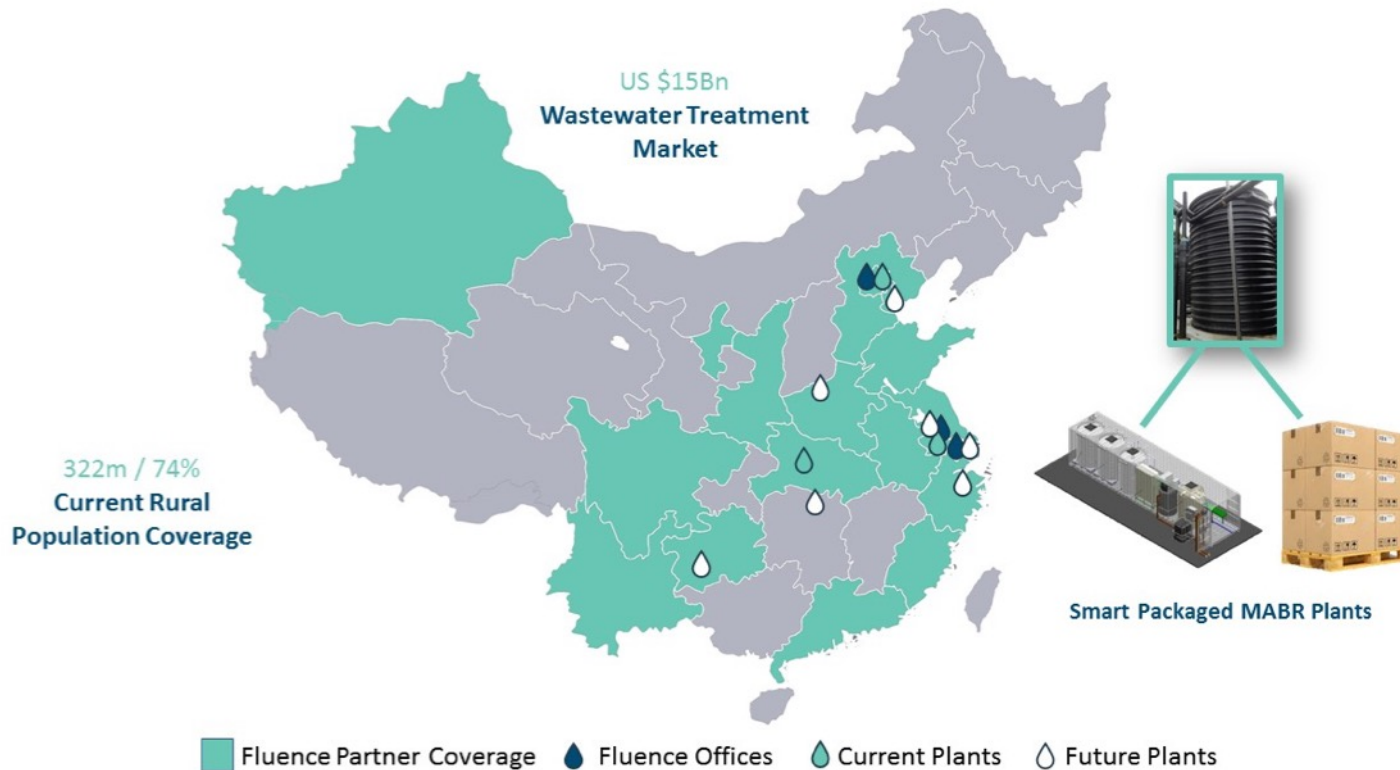 US $15Bn
Wastewater Treatment
Market
322m / 74%
Current Rural
Population Coverage
Smart Packaged MABR Plants
Fluence Partner Coverage
Fluence Offices
Current Plants
Future Plants